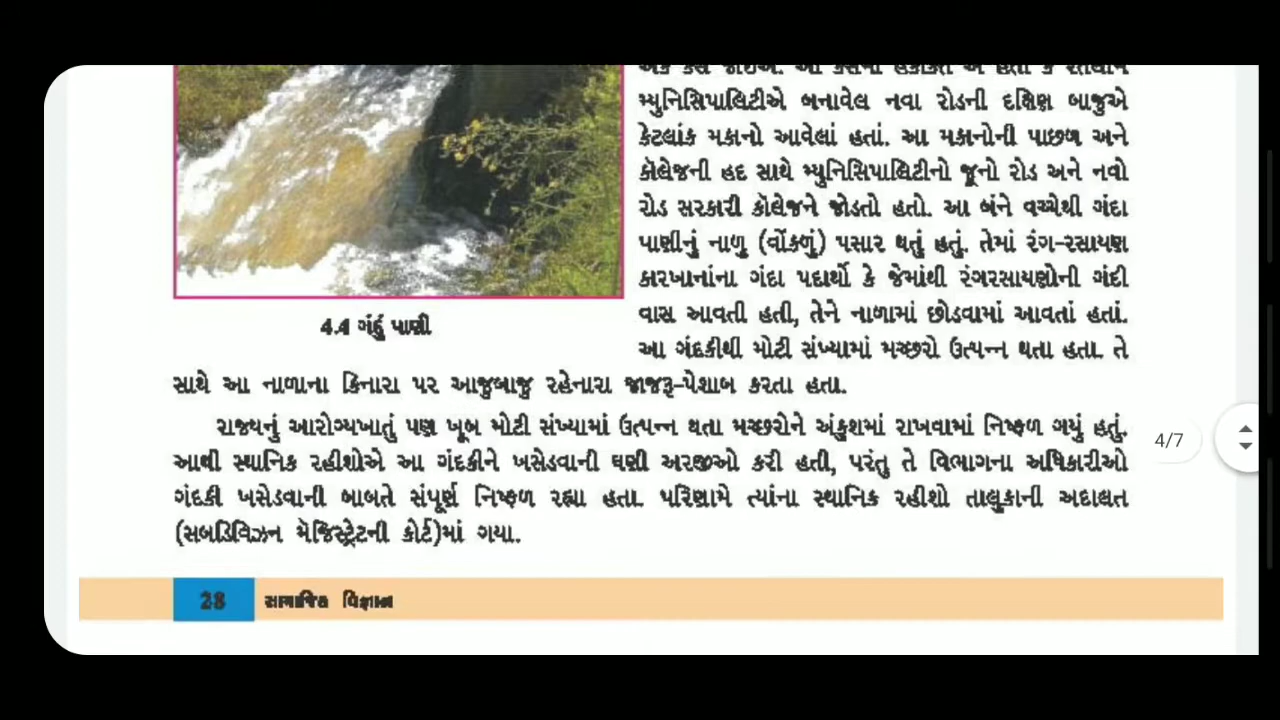 મ્યુનિસિપાલિટીએ બનાવેલ નવા રોડની દક્ષિણ બાજુએ
કેટલાંક મકાનો આવેલાં હતાં. આ મકાનોની પાછળ અને
કૉલેજની હદ સાથે મ્યુનિસિપાલિટીનો જૂનો રોડ અને નવો
રોડ સરકારી કૉલેજને જોડતો હતો. આ બંને વચ્ચેથી ગંદા
પાણીનું નાળુ (વોંકળું) પસાર થતું હતું. તેમાં રંગ-રસાયણ
કારખાનાંના ગંદા પદાર્થો કે જેમાંથી રંગરસાયણોની ગંદી
વાસ આવતી હતી, તેને નાળામાં છોડવામાં આવતાં હતાં.
4.4 ગંદું પાણી
આ ગંદકીથી મોટી સંખ્યામાં મચ્છરો ઉત્પન્ન થતા હતા. તે
સાથે આ નાળાના કિનારા પર આજુબાજુ રહેનારા જાજરૂ-પેશાબ કરતા હતા.
રાજ્યનું આરોગ્યખાતું પણ ખૂબ મોટી સંખ્યામાં ઉત્પન્ન થતા મચ્છરોને અંકુશમાં રાખવામાં નિષ્ફળ ગયું હતું.
આથી સ્થાનિક રહીશોએ આ ગંદકીને ખસેડવાની ઘણી અરજીઓ કરી હતી, પરંતુ તે વિભાગના અધિકારીઓ
ગંદકી ખસેડવાની બાબતે સંપૂર્ણ નિષ્ફળ રહ્યા હતા. પરિણામે ત્યાંના સ્થાનિક રહીશો તાલુકાની અદાલત
(સબડિવિઝન મૅજિસ્ટ્રેટની કોર્ટ)માં ગયા.
4/7
28 સામાજિક વિજ્ઞાન